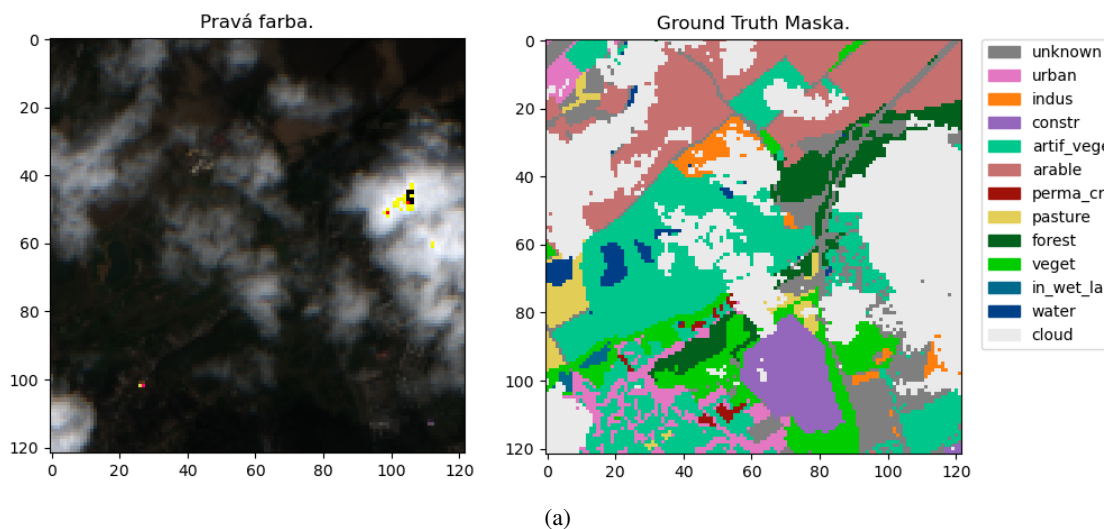 Pravá farba.
0
20
40
60
80
100
120
0 20 40 60 80 100 120
Ground Truth Maska.
0
20
40
60
80
100
120
0 20 40 60 80 100 120
unknown
urban
indus
constr
artif_vege
arable
perma_cr
pasture
forest
veget
in_wet_la
water
cloud
(a)